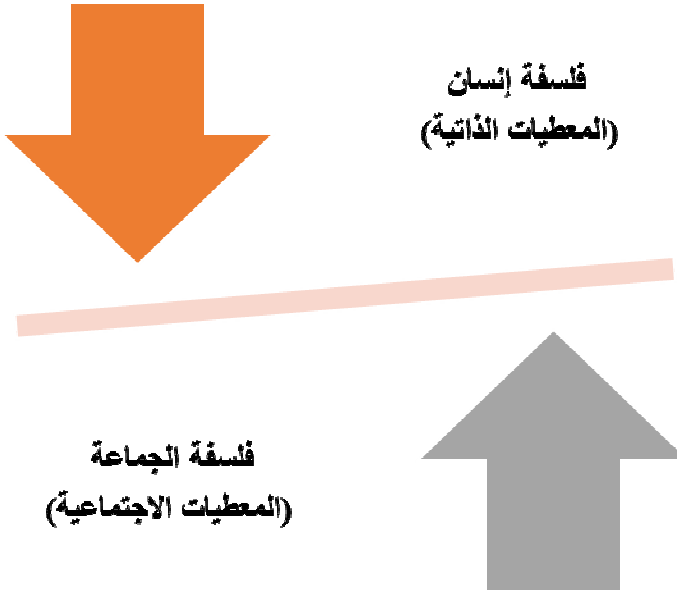 فلسفة إنسان
(المعطيات الذاتية)
فلسفة الجماعة
(المعطيات الاجتماعية)